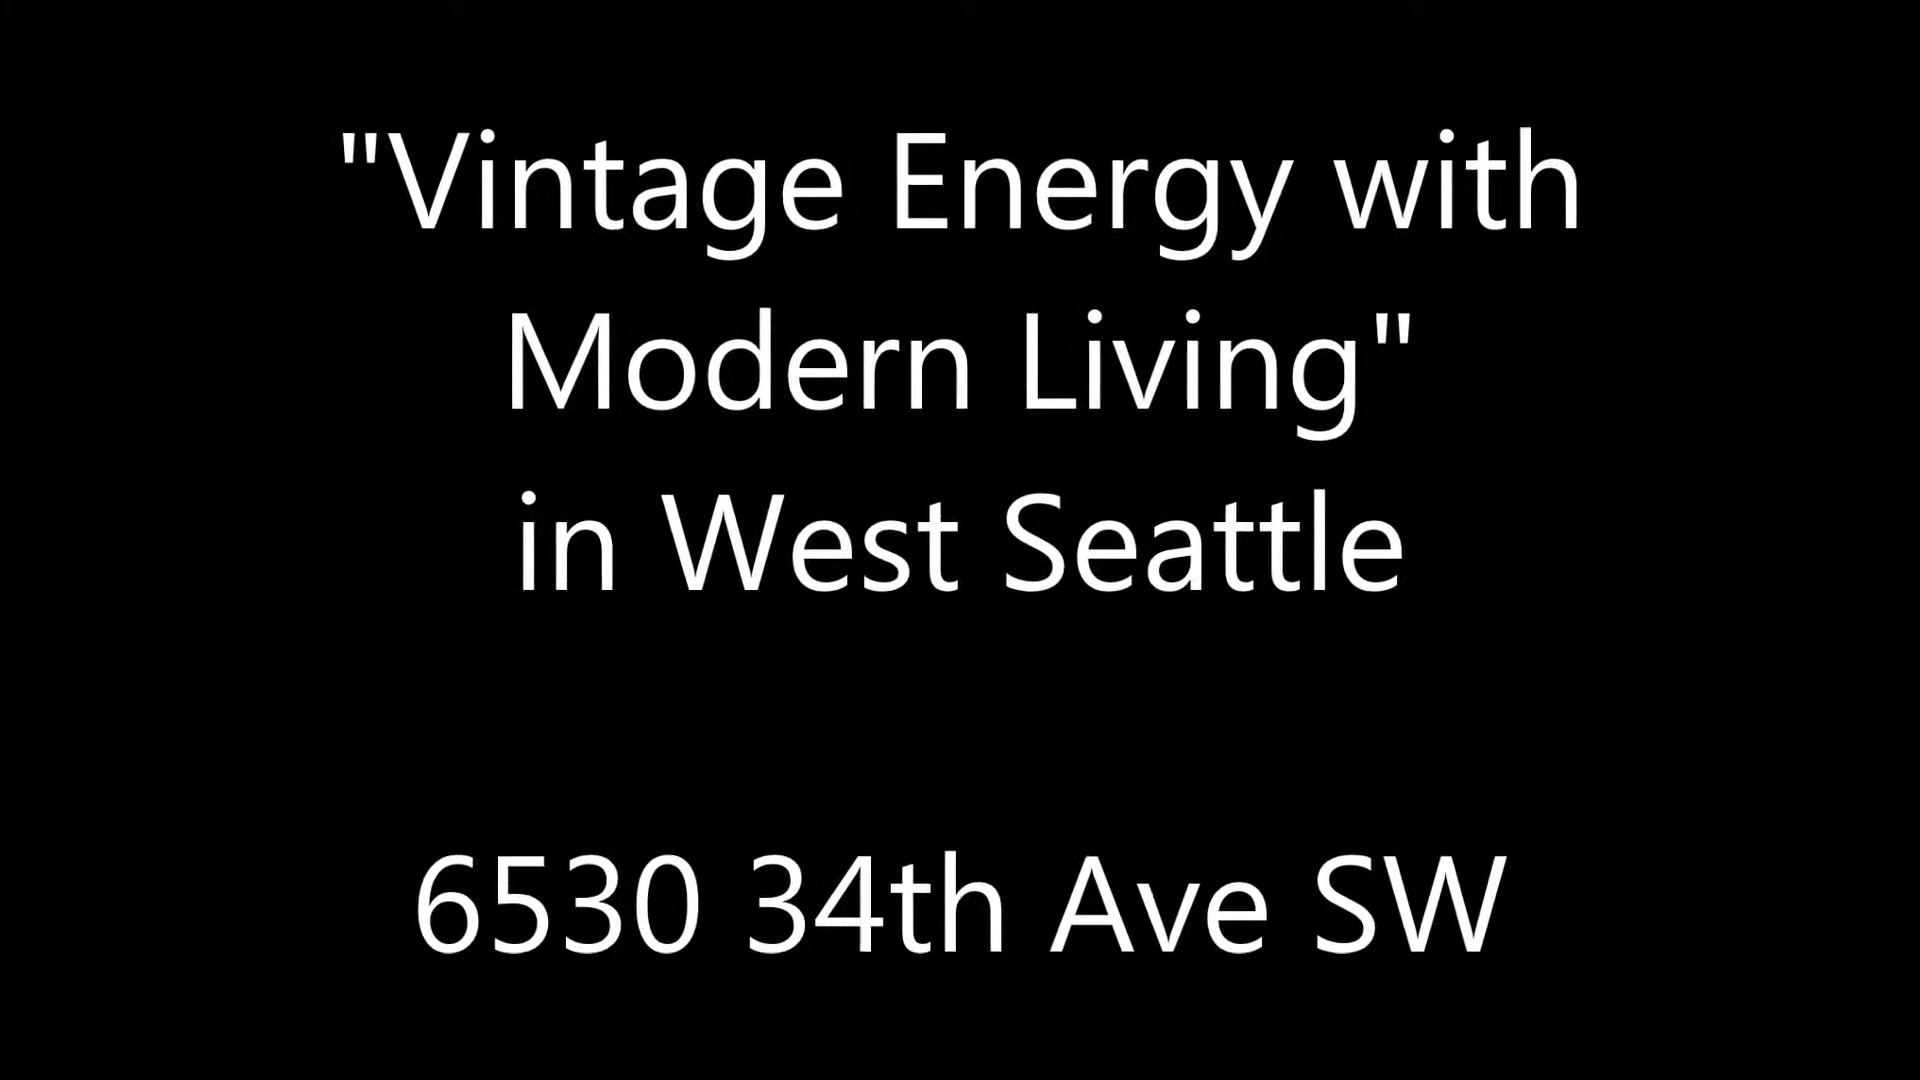 "Vintage Energy with
Modern Living"
in West Seattle
6530 34th Ave SW